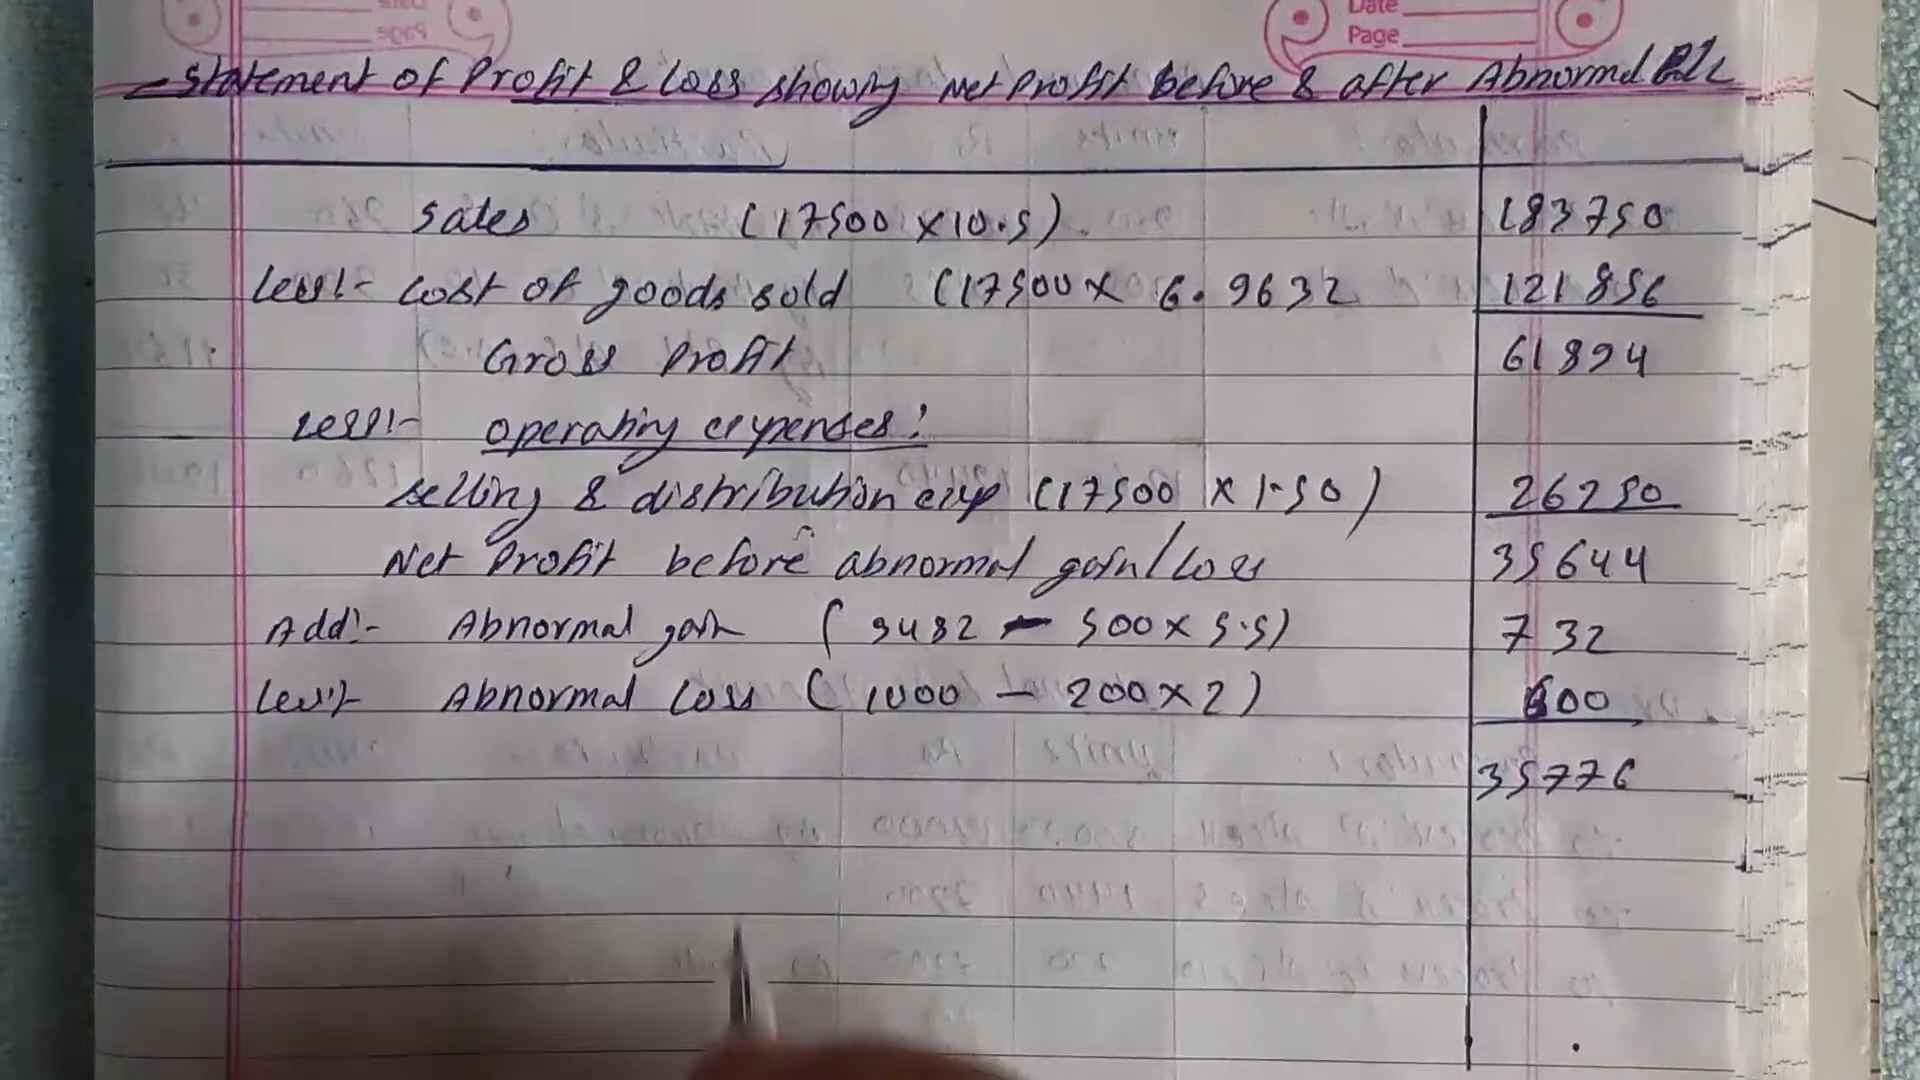 Date
Page
Statement of Profit & Loss showing Net Profit before & after Abnormal P/L
Sales (17500 x 10.5) 183750
Less:- Cost of goods sold (17500 x 6.9632 121856
Gross Profit 61894
Less:- operating expenses:
Selling & distribution exp (17500 x 1.50) 26250
Net Profit before abnormal gain/Loss 35644
Add:- Abnormal gain (3482 - 500 x 5.5) 732
Less:- Abnormal Loss (1000 - 200 x 2) 600
35776